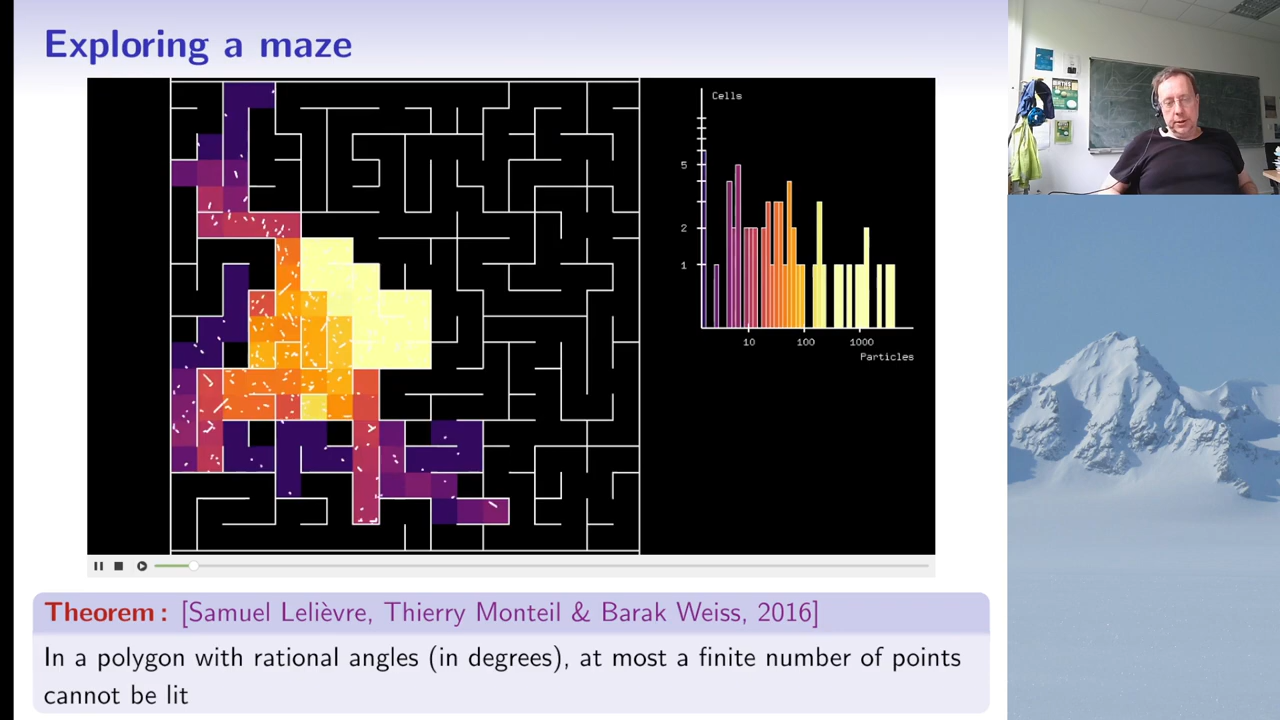 Exploring a maze
Cells
5
2
1
10 100 1000
Particles
Theorem : [Samuel Lelièvre, Thierry Monteil & Barak Weiss, 2016]
In a polygon with rational angles (in degrees), at most a finite number of points
cannot be lit